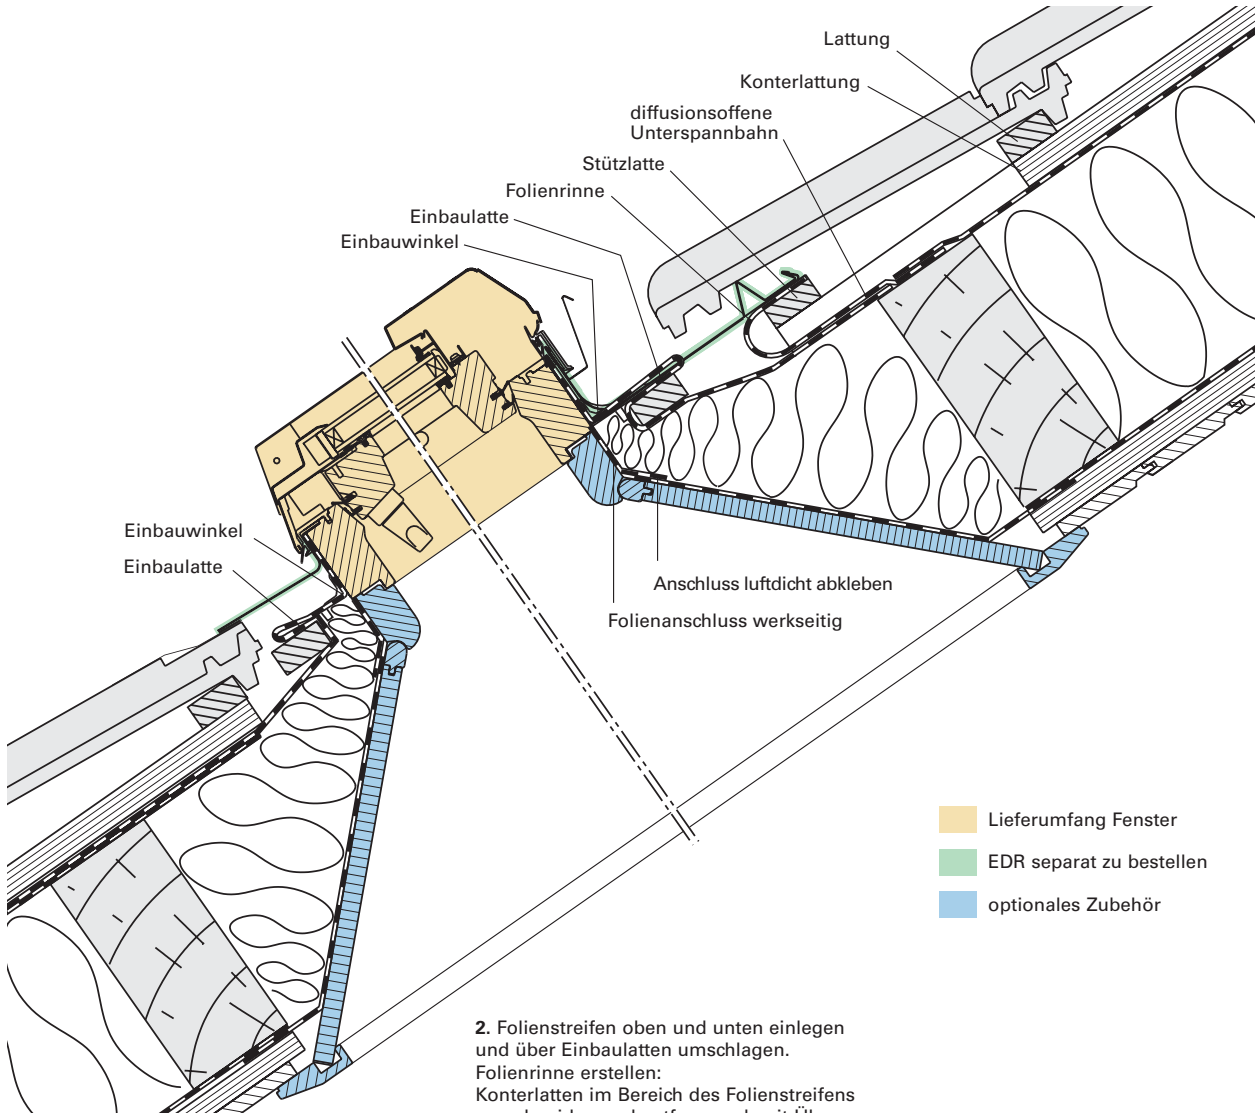 Lattung
Konterlattung
diffusionsoffene
Unterspannbahn
Stützlatte
Folienrinne
Einbaulatte
Einbauwinkel
Einbauwinkel
Einbaulatte
Anschluss luftdicht abkleben
Folienanschluss werkseitig
Lieferumfang Fenster
EDR separat zu bestellen
optionales Zubehör
2. Folienstreifen oben und unten einlegen
und über Einbaulatten umschlagen.
Folienrinne erstellen:
Konterlatten im Bereich des Folienstreifens